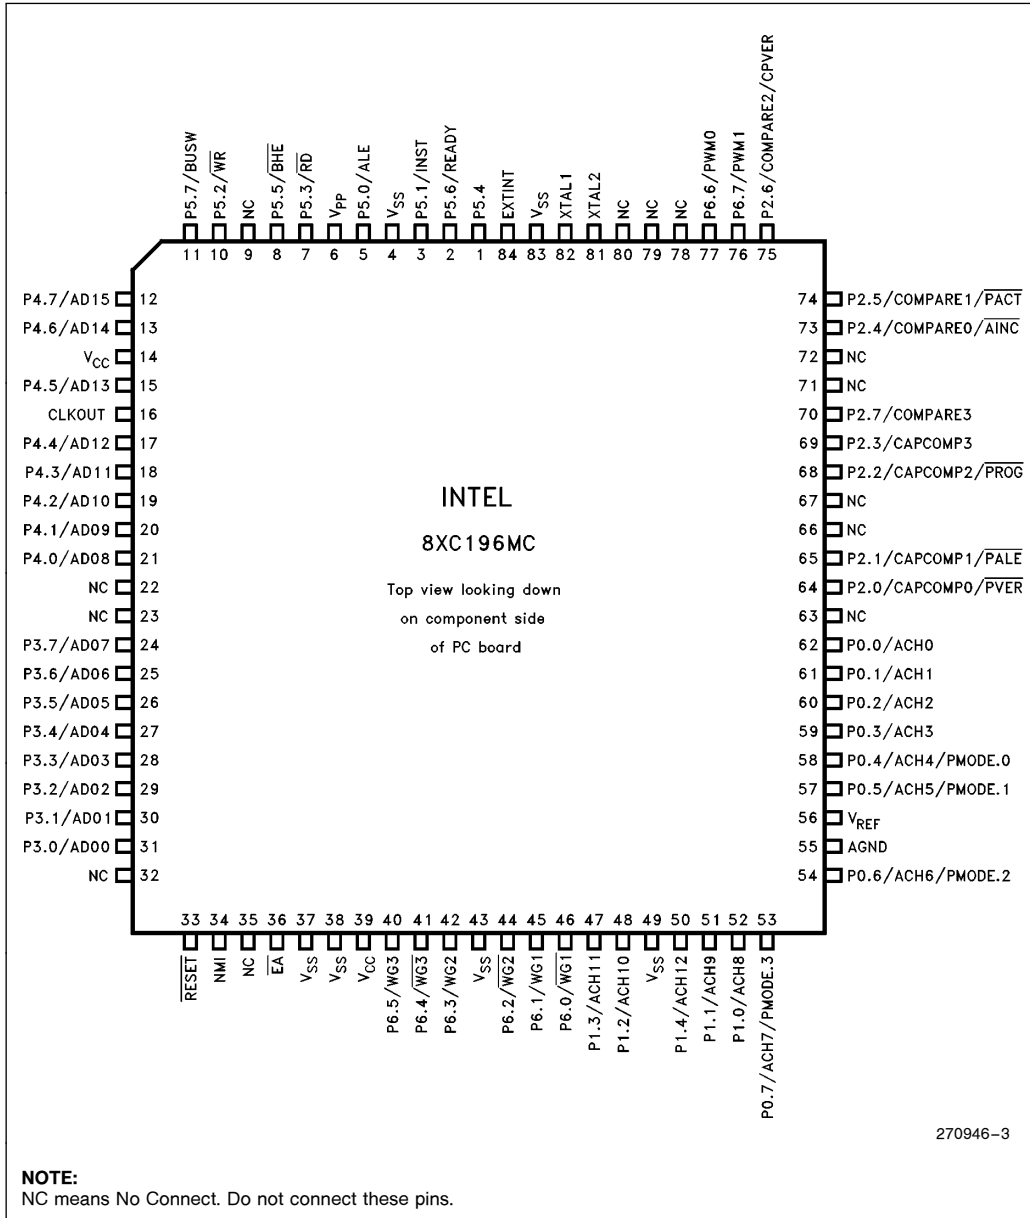 P5.7/BUSW
P5.2/W̅R̅
NC
P5.5/B̅H̅E̅
P5.3/R̅D̅
VPP
P5.0/ALE
VSS
P5.1/INST
P5.6/READY
P5.4
EXTINT
VSS
XTAL1
XTAL2
NC
NC
NC
P6.6/PWM0
P6.7/PWM1
P2.6/COMPARE2/CPVER
11 10 9 8 7 6 5 4 3 2 1 84 83 82 81 80 79 78 77 76 75
P4.7/AD15 12
P4.6/AD14 13
VCC 14
P4.5/AD13 15
CLKOUT 16
P4.4/AD12 17
P4.3/AD11 18
P4.2/AD10 19
P4.1/AD09 20
P4.0/AD08 21
NC 22
NC 23
P3.7/AD07 24
P3.6/AD06 25
P3.5/AD05 26
P3.4/AD04 27
P3.3/AD03 28
P3.2/AD02 29
P3.1/AD01 30
P3.0/AD00 31
NC 32
INTEL
8XC196MC
Top view looking down
on component side
of PC board
74 P2.5/COMPARE1/P̅A̅C̅T̅
73 P2.4/COMPARE0/A̅I̅N̅C̅
72 NC
71 NC
70 P2.7/COMPARE3
69 P2.3/CAPCOMP3
68 P2.2/CAPCOMP2/P̅R̅O̅G̅
67 NC
66 NC
65 P2.1/CAPCOMP1/P̅A̅L̅E̅
64 P2.0/CAPCOMP0/P̅V̅E̅R̅
63 NC
62 P0.0/ACH0
61 P0.1/ACH1
60 P0.2/ACH2
59 P0.3/ACH3
58 P0.4/ACH4/PMODE.0
57 P0.5/ACH5/PMODE.1
56 VREF
55 AGND
54 P0.6/ACH6/PMODE.2
33 34 35 36 37 38 39 40 41 42 43 44 45 46 47 48 49 50 51 52 53
R̅E̅S̅E̅T̅
NMI
NC
E̅A̅
VSS
VSS
VCC
P6.5/WG3
P6.4/W̅G̅3̅
P6.3/WG2
VSS
P6.2/W̅G̅2̅
P6.1/WG1
P6.0/W̅G̅1̅
P1.3/ACH11
P1.2/ACH10
VSS
P1.4/ACH12
P1.1/ACH9
P1.0/ACH8
P0.7/ACH7/PMODE.3
270946–3
NOTE:
NC means No Connect. Do not connect these pins.